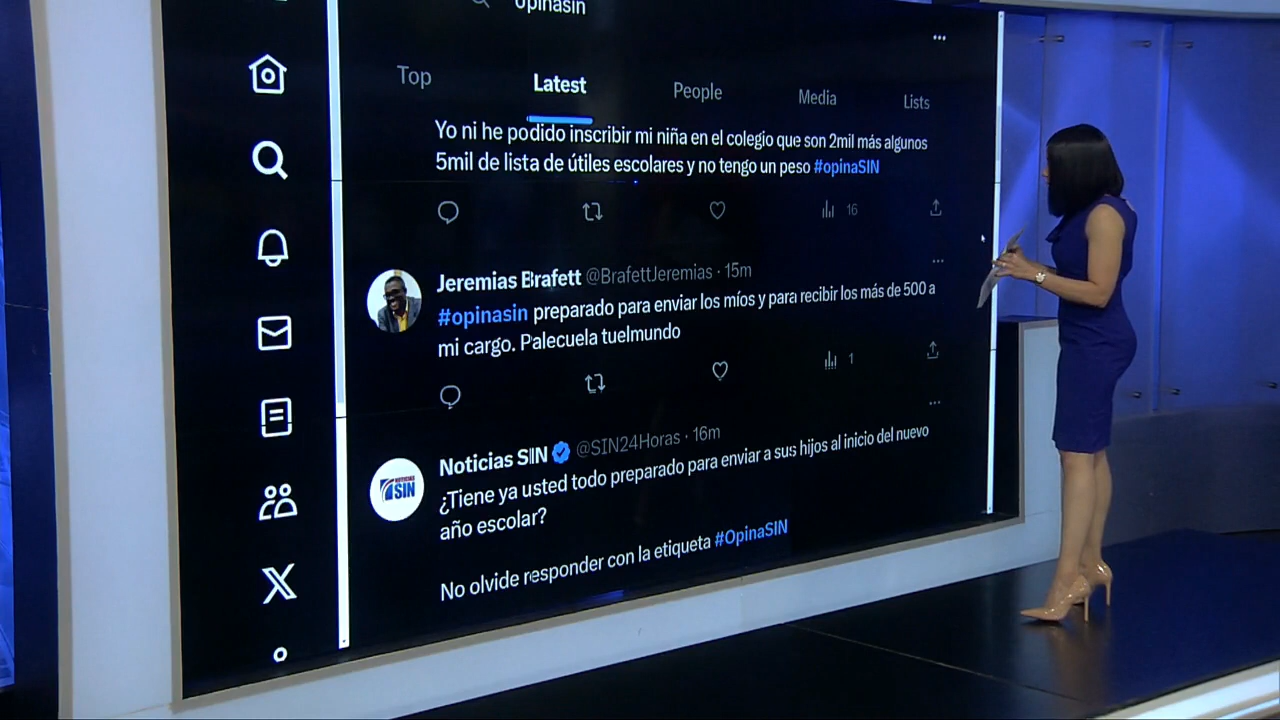 opinasin
Top
Latest
People
Media
Lists
Yo ni he podido inscribir mi niña en el colegio que son 2mil más algunos
5mil de lista de útiles escolares y no tengo un peso #opinaSIN
16
Jeremias Brafett @BrafettJeremias · 15m
#opinasin preparado para enviar los míos y para recibir los más de 500 a
mi cargo. Palecuela tuelmundo
1
Noticias SIN @SIN24Horas · 16m
NOTICIAS
SIN
¿Tiene ya usted todo preparado para enviar a sus hijos al inicio del nuevo
año escolar?
No olvide responder con la etiqueta #OpinaSIN